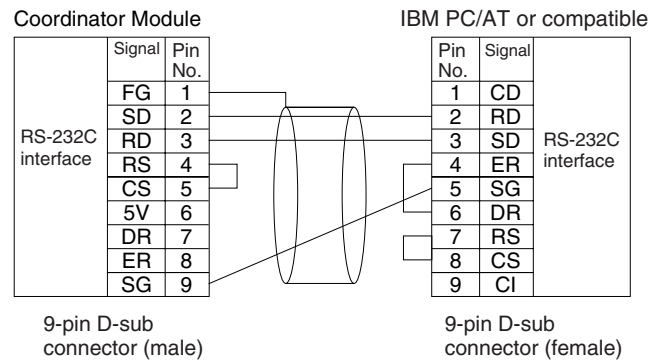 Coordinator Module
IBM PC/AT or compatible
Signal Pin No.
Pin No. Signal
FG 1
1 CD
SD 2
2 RD
RD 3
3 SD
RS 4
4 ER
CS 5
5 SG
5V 6
6 DR
DR 7
7 RS
ER 8
8 CS
SG 9
9 CI
RS-232C
interface
RS-232C
interface
9-pin D-sub
connector (male)
9-pin D-sub
connector (female)